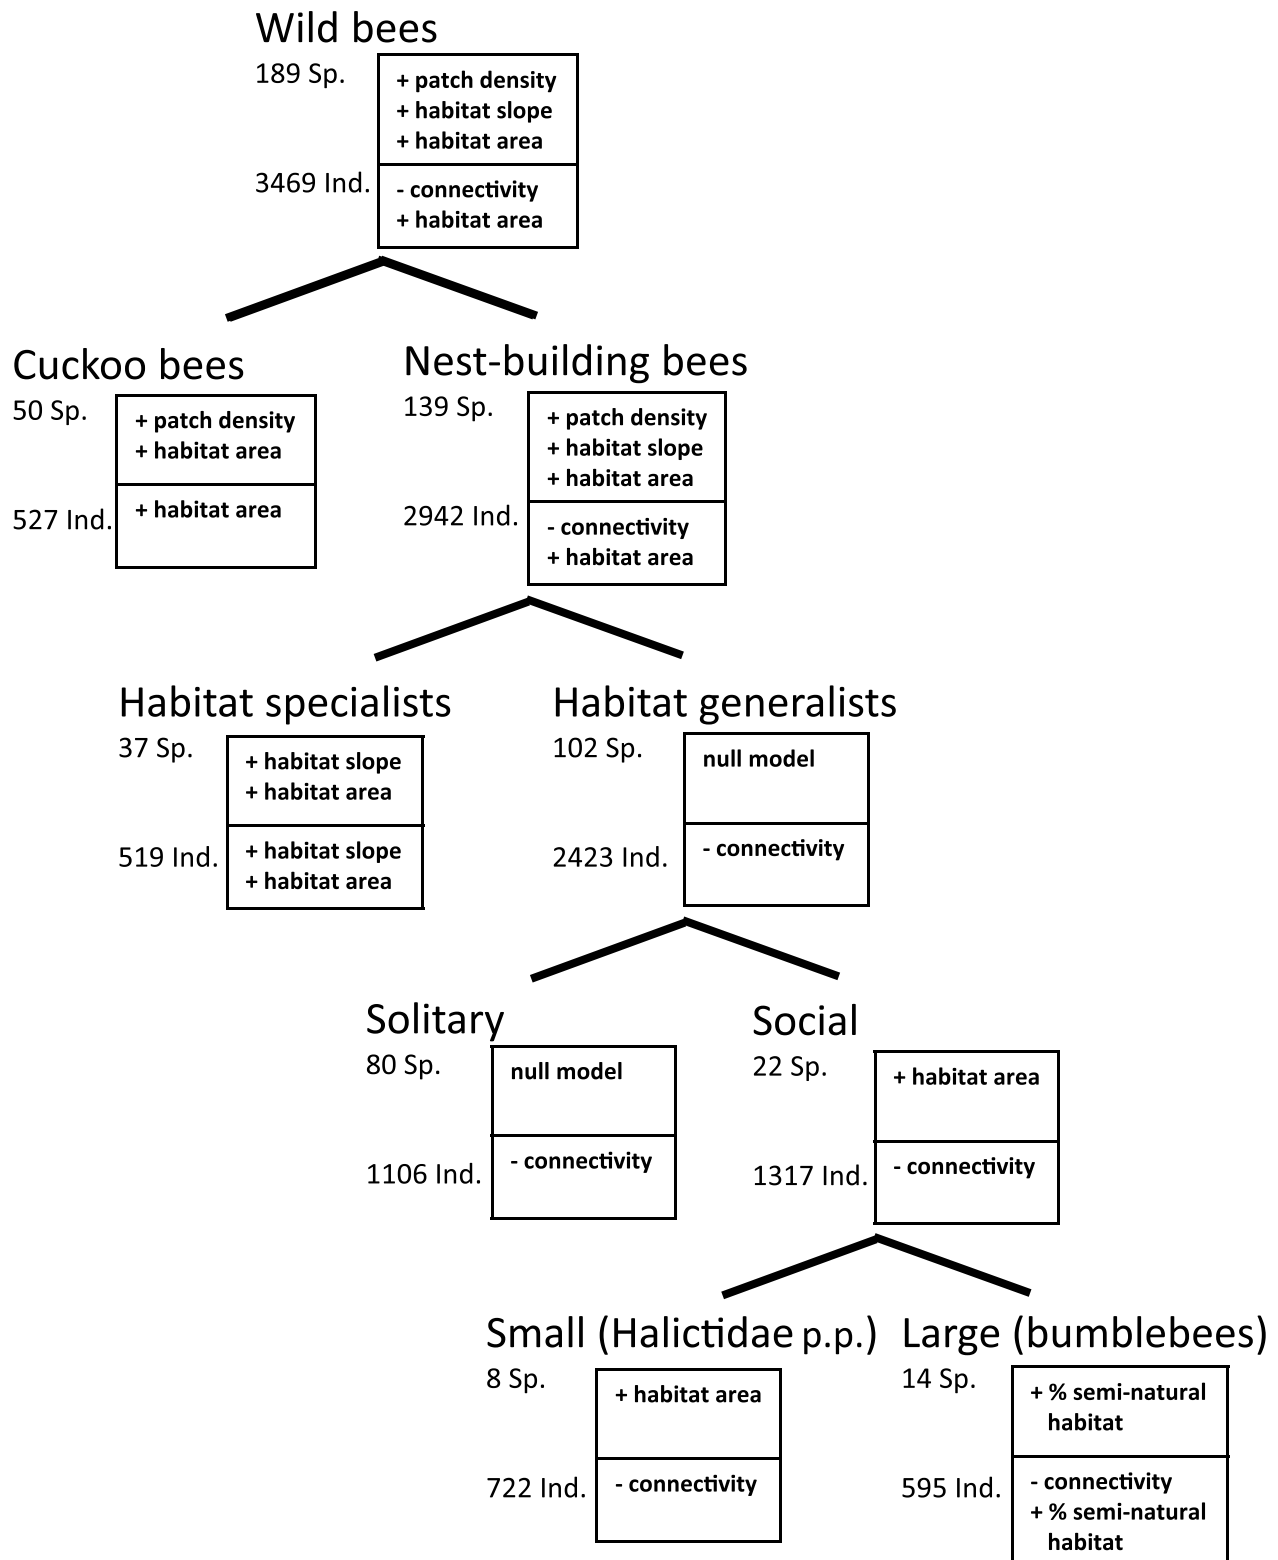 Wild bees
189 Sp.
+ patch density
+ habitat slope
+ habitat area
3469 Ind.
- connectivity
+ habitat area
Cuckoo bees
50 Sp.
+ patch density
+ habitat area
527 Ind.
+ habitat area
Nest-building bees
139 Sp.
+ patch density
+ habitat slope
+ habitat area
2942 Ind.
- connectivity
+ habitat area
Habitat specialists
37 Sp.
+ habitat slope
+ habitat area
519 Ind.
+ habitat slope
+ habitat area
Habitat generalists
102 Sp.
null model
2423 Ind.
- connectivity
Solitary
80 Sp.
null model
1106 Ind.
- connectivity
Social
22 Sp.
+ habitat area
1317 Ind.
- connectivity
Small (Halictidae p.p.)
8 Sp.
+ habitat area
722 Ind.
- connectivity
Large (bumblebees)
14 Sp.
+ % semi-natural
habitat
595 Ind.
- connectivity
+ % semi-natural
habitat